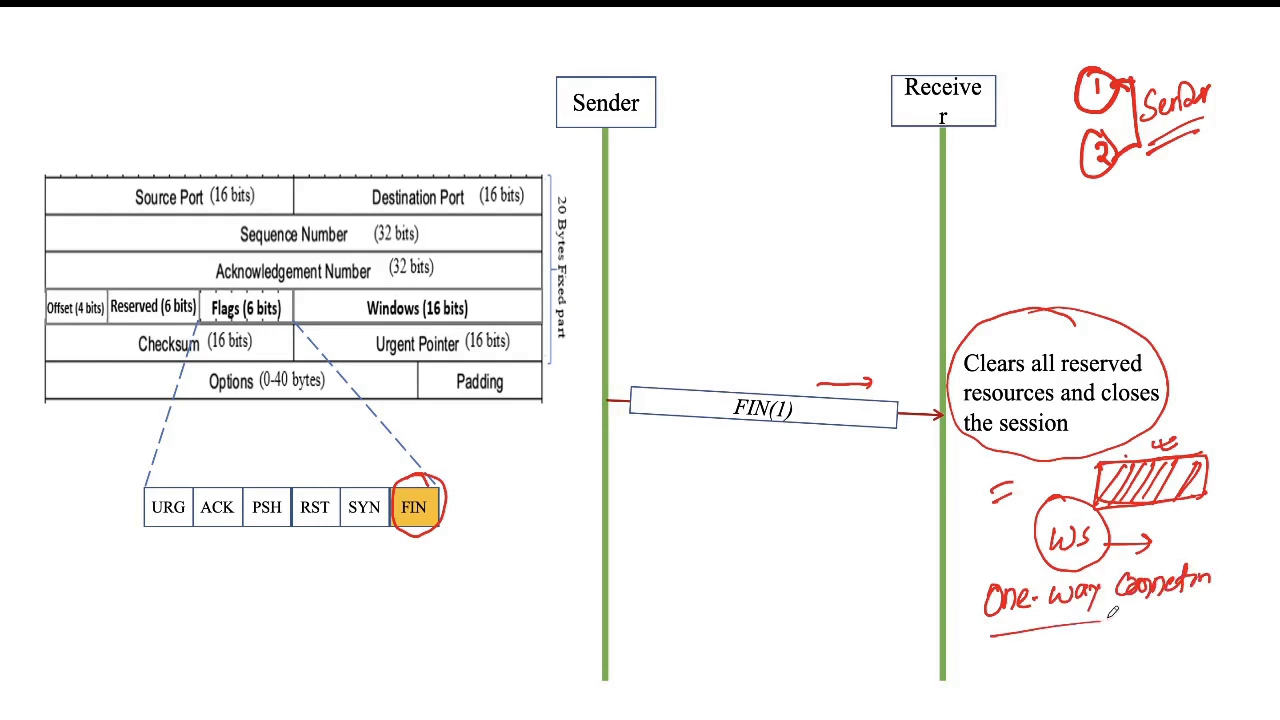 Sender
Receive
r
1
2
Sender
Source Port (16 bits)
Destination Port (16 bits)
Sequence Number (32 bits)
Acknowledgement Number (32 bits)
Offset (4 bits)
Reserved (6 bits)
Flags (6 bits)
Windows (16 bits)
Checksum (16 bits)
Urgent Pointer (16 bits)
Options (0-40 bytes)
Padding
20 Bytes Fixed part
FIN(1)
Clears all reserved
resources and closes
the session
URG
ACK
PSH
RST
SYN
FIN
=
WS
One-way